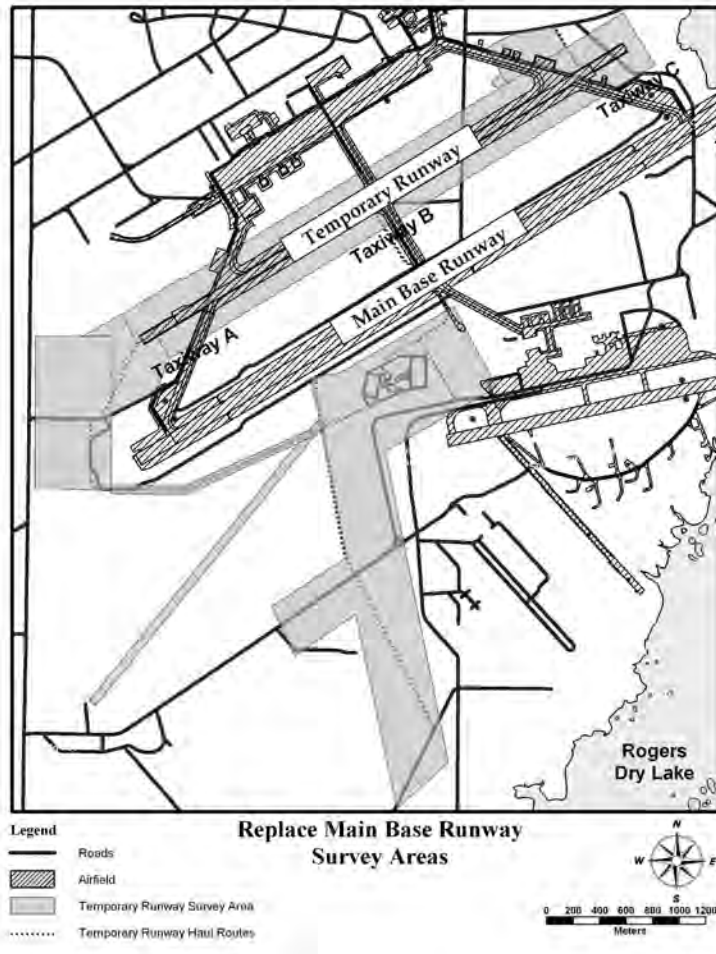 Taxiway C
Temporary Runway
Taxiway B
Main Base Runway
Taxiway A
Rogers
Dry Lake
Legend
Roads
Airfield
Temporary Runway Survey Area
Temporary Runway Haul Routes
Replace Main Base Runway
Survey Areas
N
W E
S
0 200 400 600 800 1000 1200
Meters